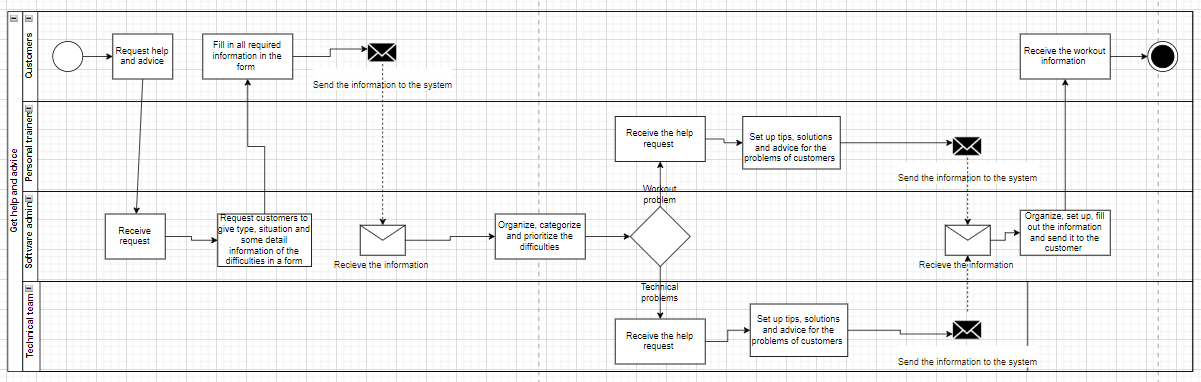 Get help and advice
Customers
Request help
and advice
Fill in all required
information in the
form
Send the information to the system
Receive the workout
information
Personal trainers
Receive the help
request
Set up tips, solutions
and advice for the
problems of customers
Send the information to the system
Software admin
Receive
request
Request customers to
give type, situation and
some detail
information of the
difficulties in a form
Recieve the information
Organize, categorize
and prioritize the
difficulties
Workout
problem
Technical
problems
Recieve the information
Organize, set up, fill
out the information
and send it to the
customer
Technical team
Receive the help
request
Set up tips, solutions
and advice for the
problems of customers
Send the information to the system